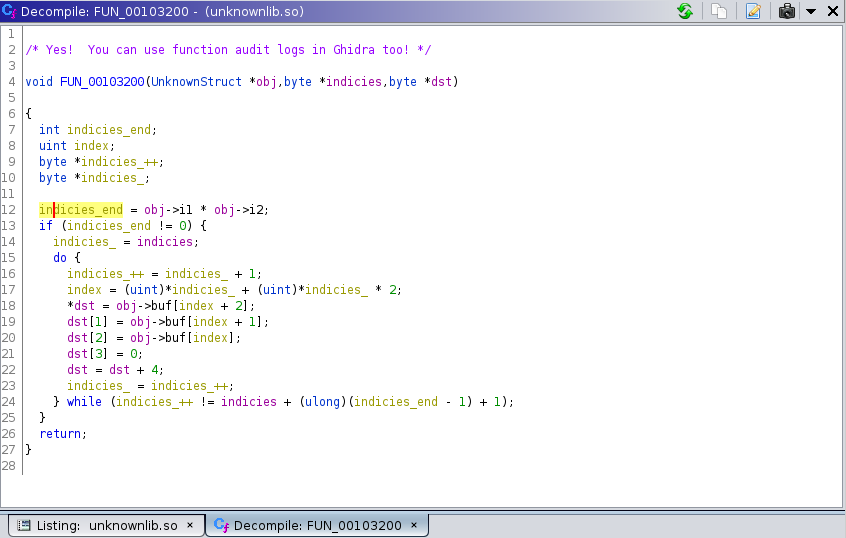 Decompile: FUN_00103200 - (unknownlib.so)
1
2 /* Yes!  You can use function audit logs in Ghidra too! */
3
4 void FUN_00103200(UnknownStruct *obj,byte *indicies,byte *dst)
5
6 {
7   int indicies_end;
8   uint index;
9   byte *indicies_++;
10   byte *indicies_;
11
12   indicies_end = obj->i1 * obj->i2;
13   if (indicies_end != 0) {
14     indicies_ = indicies;
15     do {
16       indicies_++ = indicies_ + 1;
17       index = (uint)*indicies_ + (uint)*indicies_ * 2;
18       *dst = obj->buf[index + 2];
19       dst[1] = obj->buf[index + 1];
20       dst[2] = obj->buf[index];
21       dst[3] = 0;
22       dst = dst + 4;
23       indicies_ = indicies_++;
24     } while (indicies_++ != indicies + (ulong)(indicies_end - 1) + 1);
25   }
26   return;
27 }
28
Listing:  unknownlib.so ×
Decompile: FUN_00103200 ×